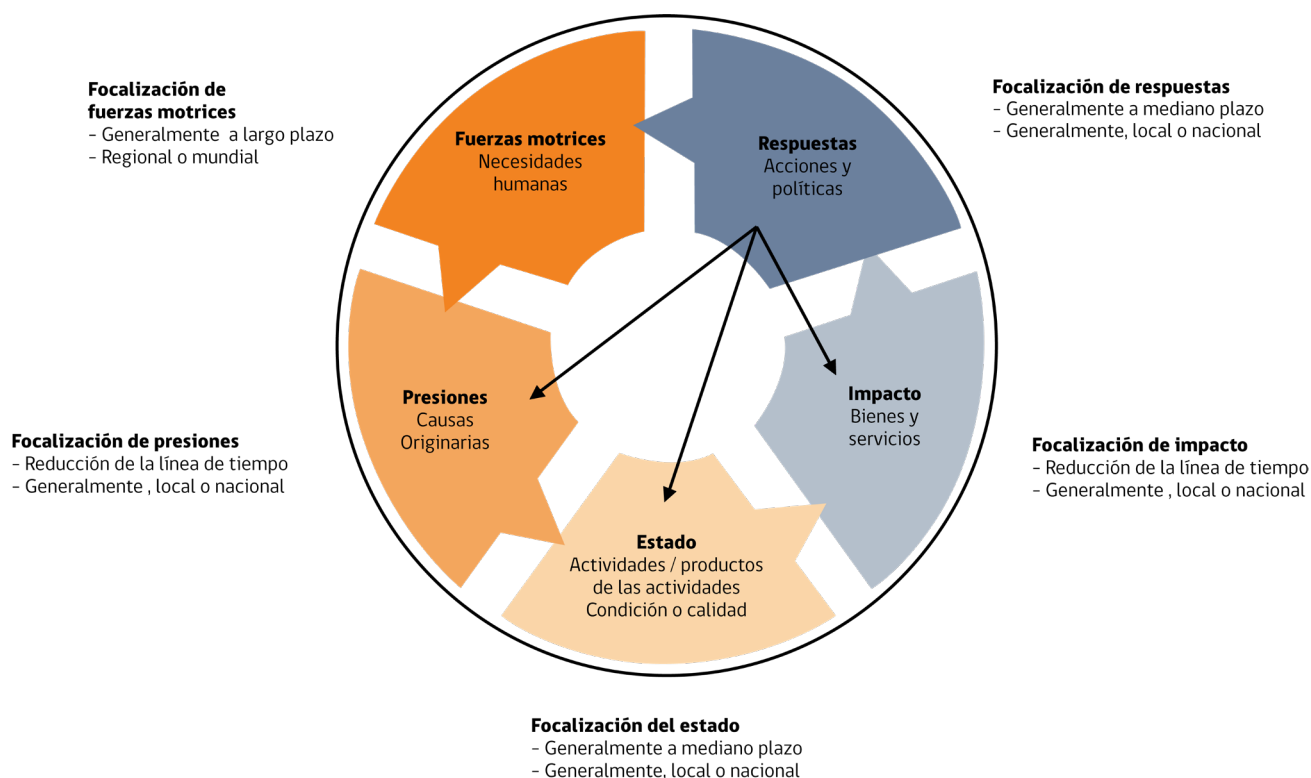 Focalización de
fuerzas motrices
- Generalmente a largo plazo
- Regional o mundial
Fuerzas motrices
Necesidades
humanas
Respuestas
Acciones y
políticas
Focalización de respuestas
- Generalmente a mediano plazo
- Generalmente, local o nacional
Focalización de presiones
- Reducción de la línea de tiempo
- Generalmente , local o nacional
Presiones
Causas
Originarias
Impacto
Bienes y
servicios
Focalización de impacto
- Reducción de la línea de tiempo
- Generalmente , local o nacional
Estado
Actividades / productos
de las actividades
Condición o calidad
Focalización del estado
- Generalmente a mediano plazo
- Generalmente, local o nacional